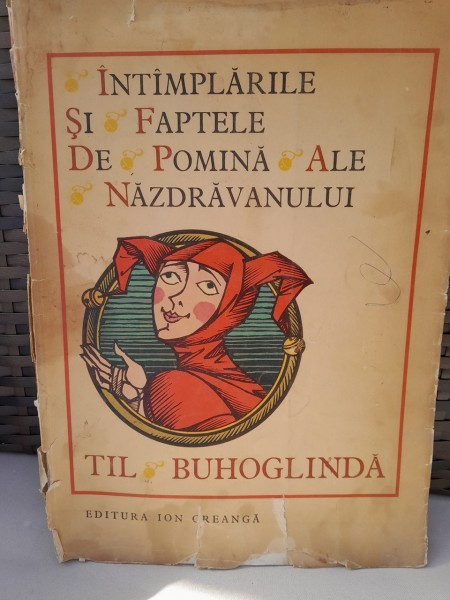 ÎNTÎMPLĂRILE
ŞI FAPTELE
DE POMINĂ ALE
NĂZDRĂVANULUI
TIL BUHOGLINDĂ
EDITURA ION CREANGĂ